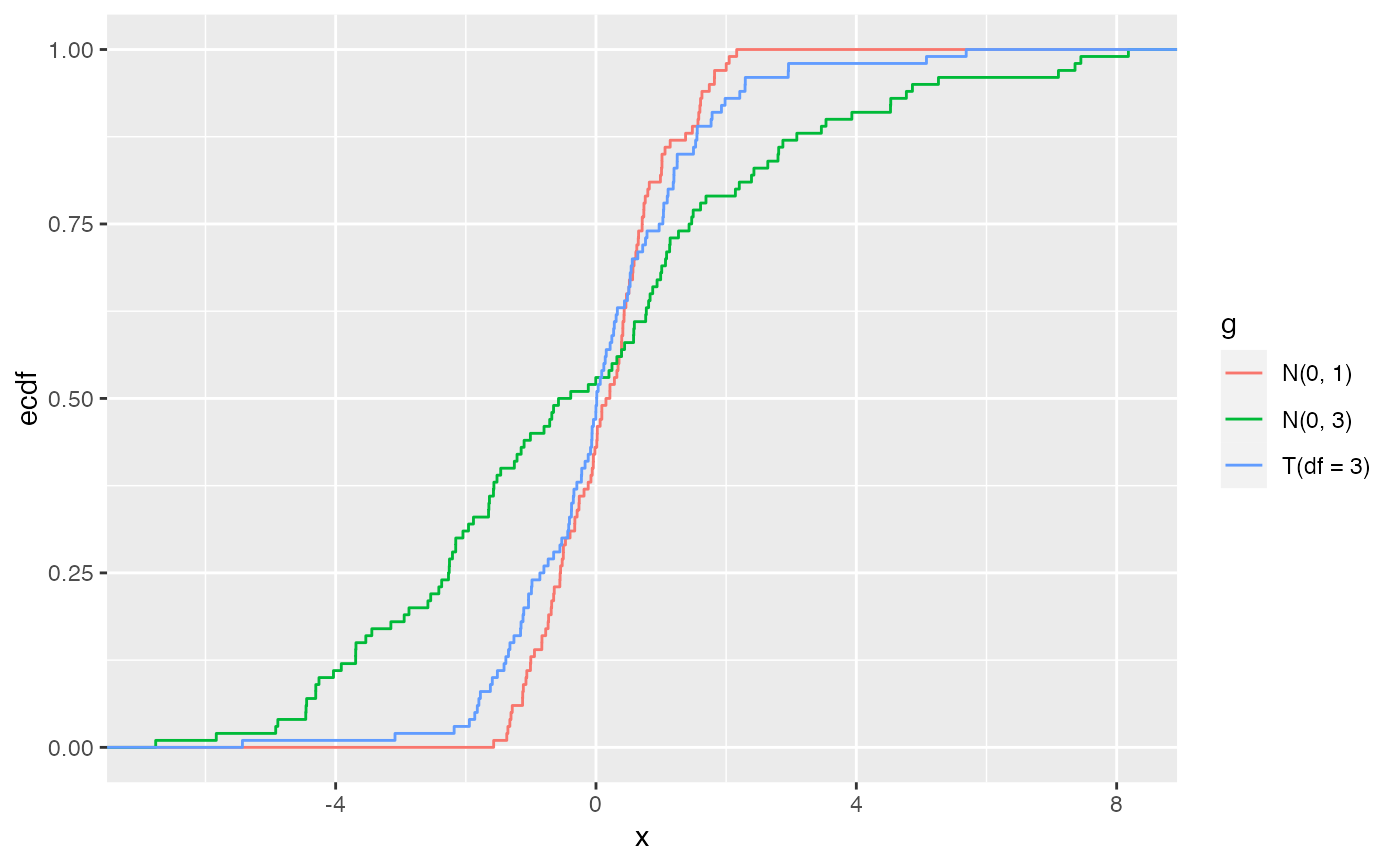 1.00
0.75
0.50
0.25
0.00
ecdf
-4
0
4
8
x
g
N(0, 1)
N(0, 3)
T(df = 3)